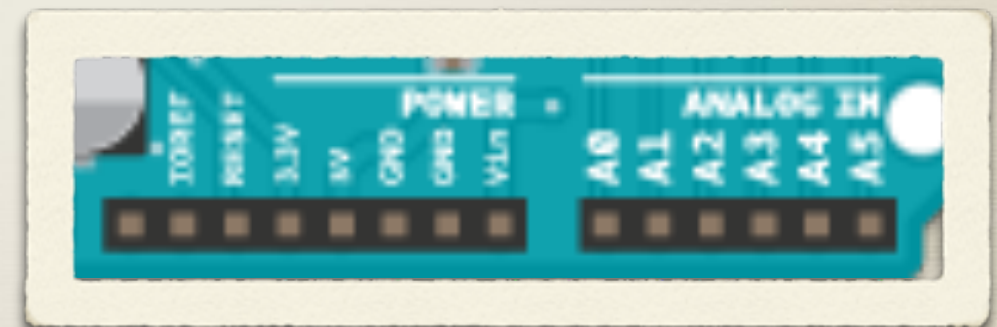 POWER
ANALOG IN
IOREF
RESET
3.3V
5V
GND
GND
Vin
A0
A1
A2
A3
A4
A5